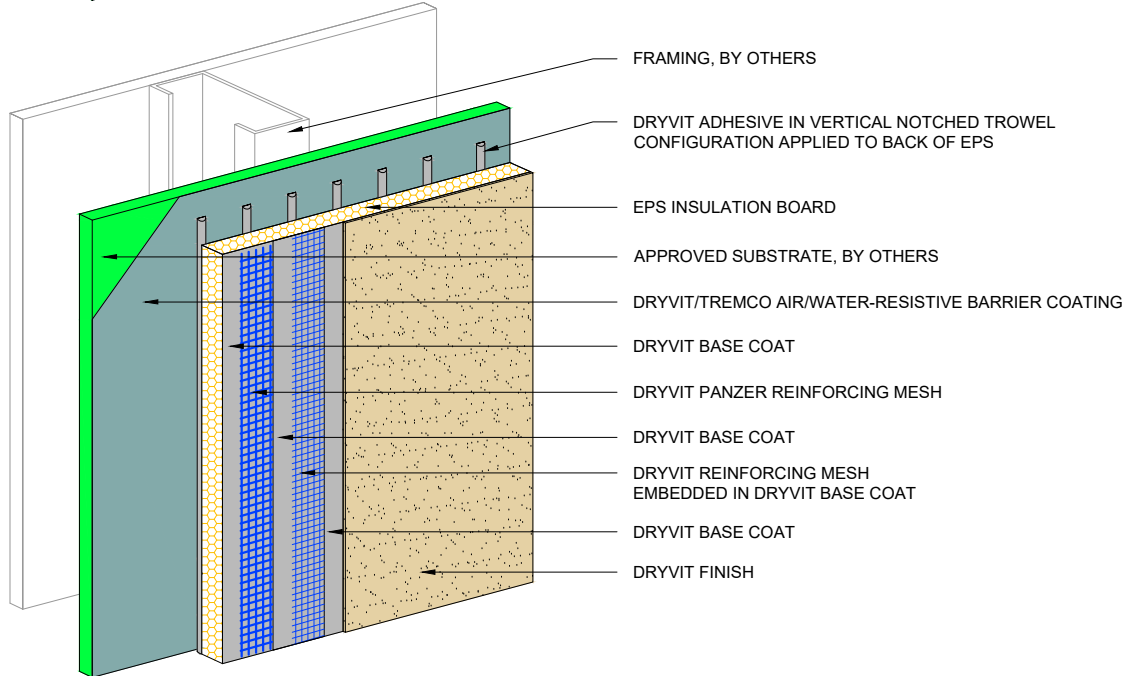 FRAMING, BY OTHERS
DRYVIT ADHESIVE IN VERTICAL NOTCHED TROWEL
CONFIGURATION APPLIED TO BACK OF EPS
EPS INSULATION BOARD
APPROVED SUBSTRATE, BY OTHERS
DRYVIT/TREMCO AIR/WATER-RESISTIVE BARRIER COATING
DRYVIT BASE COAT
DRYVIT PANZER REINFORCING MESH
DRYVIT BASE COAT
DRYVIT REINFORCING MESH
EMBEDDED IN DRYVIT BASE COAT
DRYVIT BASE COAT
DRYVIT FINISH